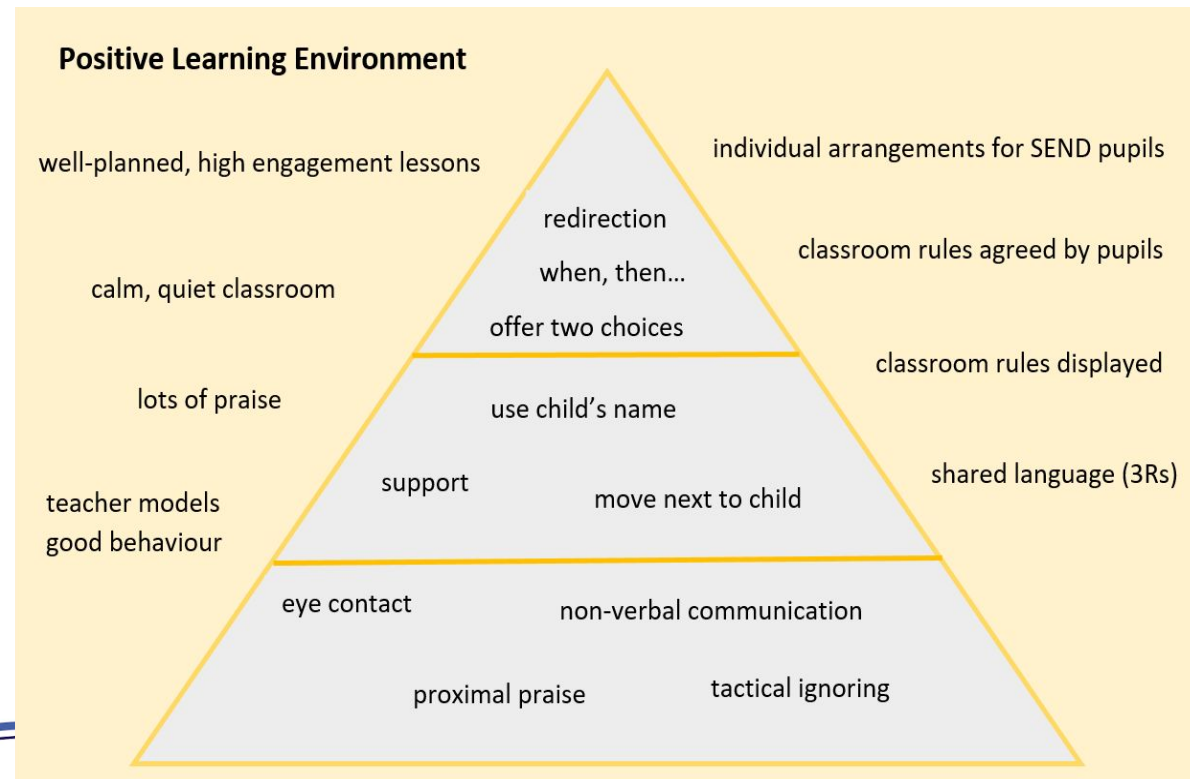 Positive Learning Environment
well-planned, high engagement lessons
individual arrangements for SEND pupils
redirection
classroom rules agreed by pupils
when, then…
calm, quiet classroom
offer two choices
classroom rules displayed
lots of praise
use child’s name
shared language (3Rs)
support
move next to child
teacher models
good behaviour
eye contact
non-verbal communication
proximal praise
tactical ignoring